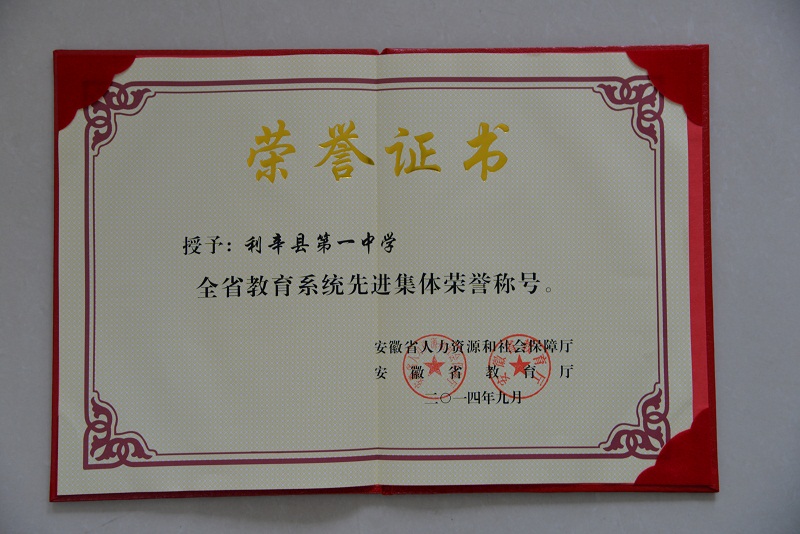 荣誉证书
授予：利辛县第一中学
全省教育系统先进集体荣誉称号。
安徽省人力资源和社会保障厅
安徽省教育厅
二〇一四年九月